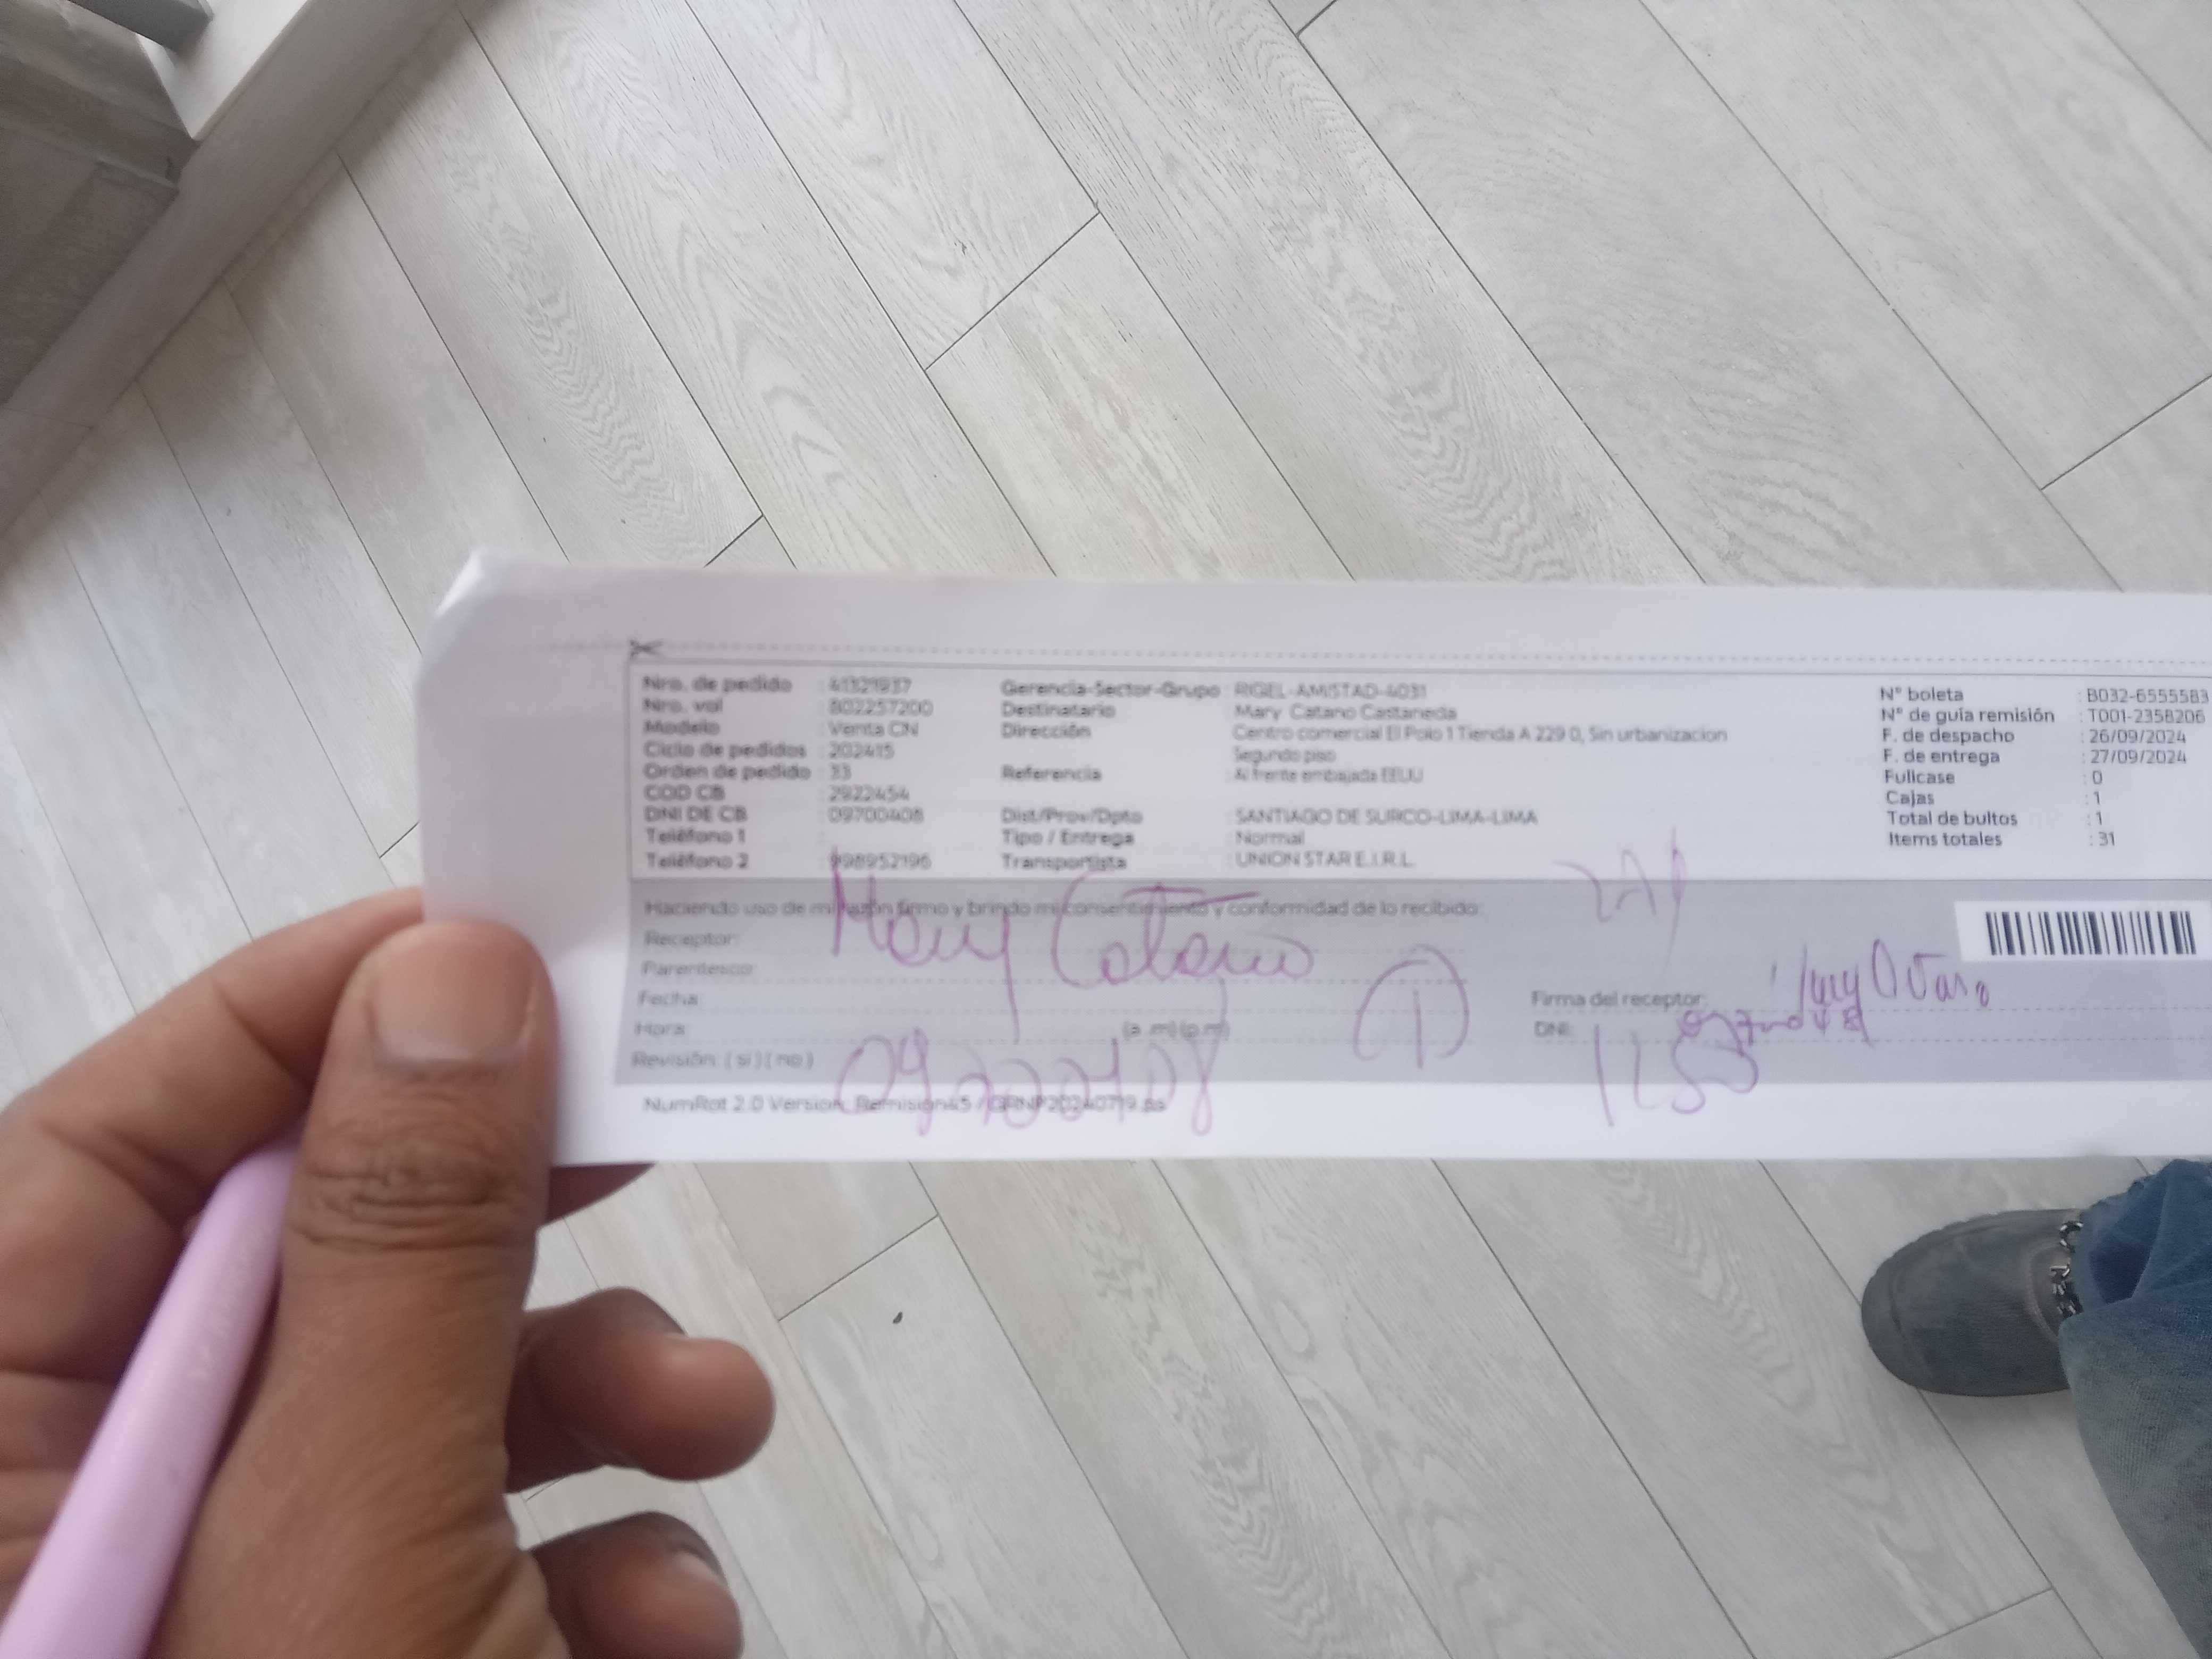 Nro. de pedido : 41321937 Gerencia-Sector-Grupo : RIGEL-AMISTAD-4031 N° boleta : B032-6555583
Nro. vol : 802257200 Destinatario : Mary Catano Castaneda N° de guía remisión : T001-2358206
Modelo : Venta CN Dirección : Centro comercial El Polo 1 Tienda A 229 0, Sin urbanizacion F. de despacho : 26/09/2024
Ciclo de pedidos : 202415 Segundo piso F. de entrega : 27/09/2024
Orden de pedido : 33 Referencia : Al frente embajada EEUU Fullcase : 0
COD CB : 2922454 Cajas : 1
DNI DE CB : 09700408 Dist/Prov/Dpto : SANTIAGO DE SURCO-LIMA-LIMA Total de bultos : 1
Teléfono 1 : Tipo / Entrega : Normal Items totales : 31
Teléfono 2 : 998952196 Transportista : UNION STAR E.I.R.L.
Haciendo uso de mi razón firmo y brindo mi consentimiento y conformidad de lo recibido:
Receptor: Mary Catano
Parentesco:
Fecha: 1 Firma del receptor:
Hora: (a.m) (p.m) DNI:
Revisión: ( si ) ( no ) 09700408
NumRot 2.0 Version: Remision45 /